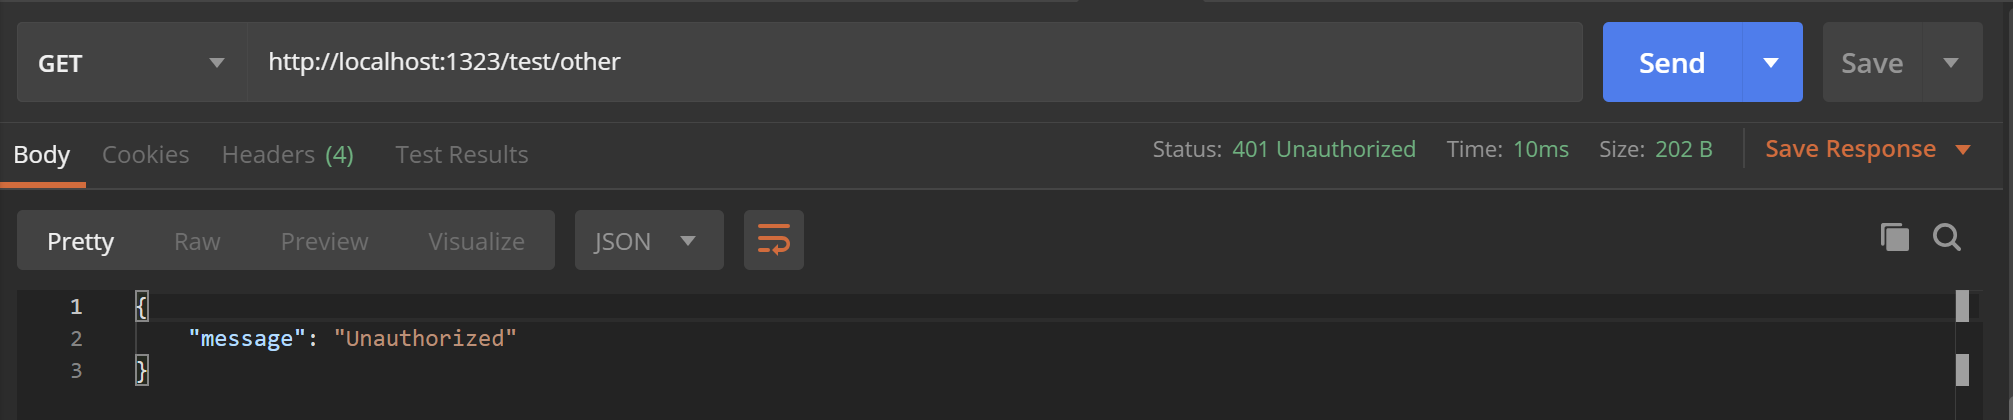 GET http://localhost:1323/test/other Send Save
Body Cookies Headers (4) Test Results Status: 401 Unauthorized Time: 10ms Size: 202 B Save Response
Pretty Raw Preview Visualize JSON
1 {
2 "message": "Unauthorized"
3 }